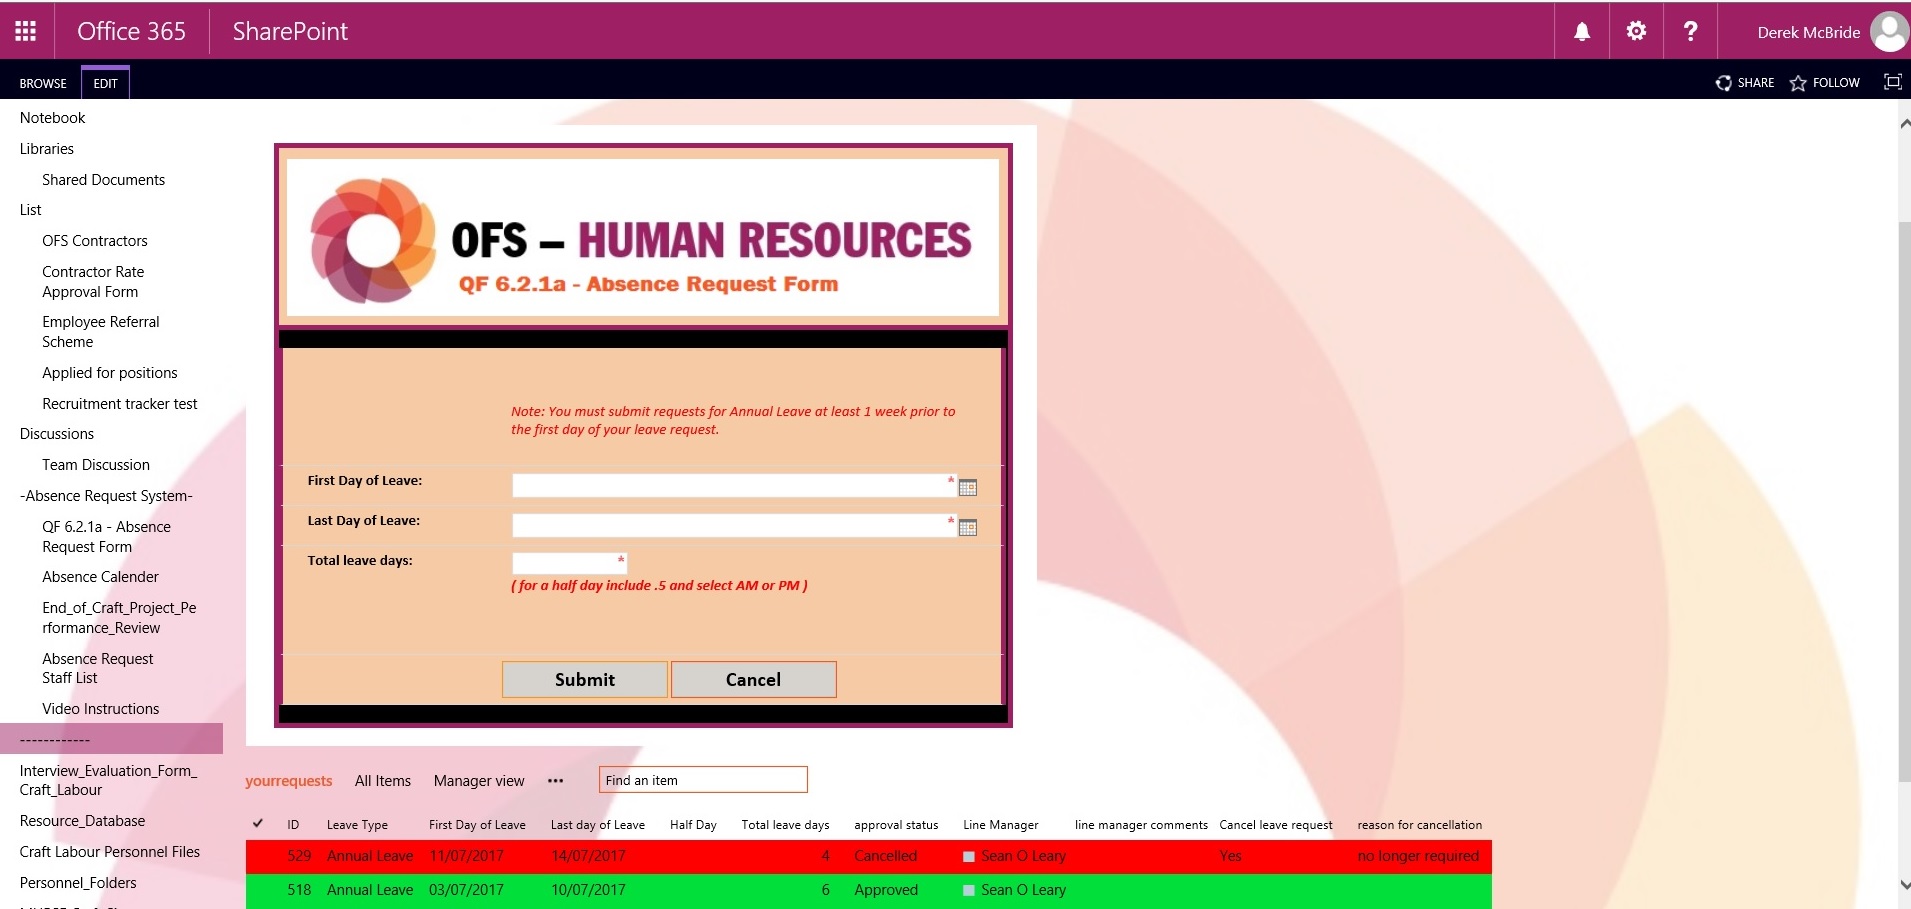 Office 365
SharePoint
Derek McBride
BROWSE
EDIT
SHARE
FOLLOW
Notebook
Libraries
Shared Documents
List
OFS Contractors
Contractor Rate
Approval Form
Employee Referral
Scheme
Applied for positions
Recruitment tracker test
Discussions
Team Discussion
-Absence Request System-
QF 6.2.1a - Absence
Request Form
Absence Calender
End_of_Craft_Project_Pe
rformance_Review
Absence Request
Staff List
Video Instructions
------------
Interview_Evaluation_Form_
Craft_Labour
Resource_Database
Craft Labour Personnel Files
Personnel_Folders
OFS – HUMAN RESOURCES
QF 6.2.1a - Absence Request Form
Note: You must submit requests for Annual Leave at least 1 week prior to
the first day of your leave request.
First Day of Leave: *
Last Day of Leave: *
Total leave days: *
( for a half day include .5 and select AM or PM )
Submit Cancel
yourrequests All Items Manager view ••• Find an item
ID Leave Type First Day of Leave Last day of Leave Half Day Total leave days approval status Line Manager line manager comments Cancel leave request reason for cancellation
529 Annual Leave 11/07/2017 14/07/2017 4 Cancelled Sean O Leary Yes no longer required
518 Annual Leave 03/07/2017 10/07/2017 6 Approved Sean O Leary